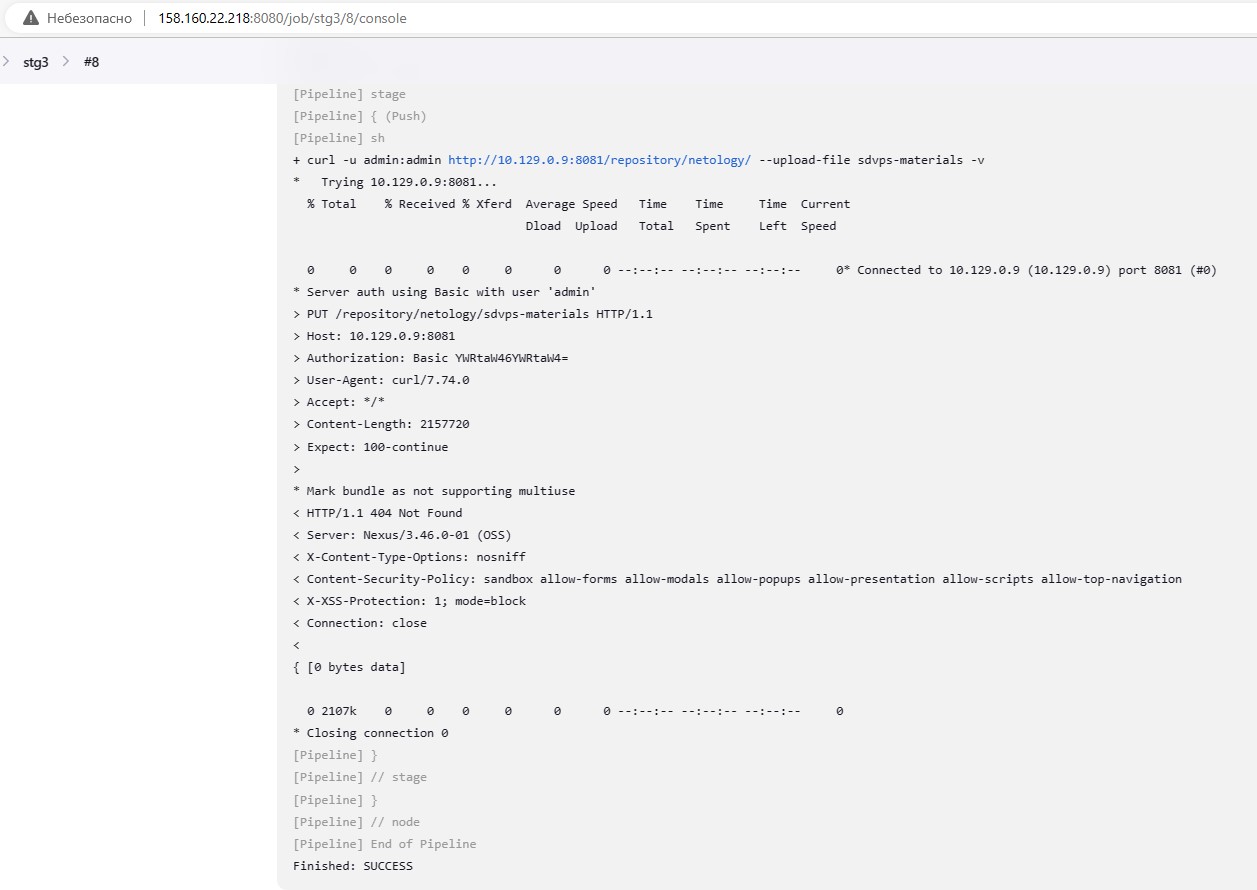 Небезопасно 158.160.22.218:8080/job/stg3/8/console
stg3 #8
[Pipeline] stage
[Pipeline] { (Push)
[Pipeline] sh
+ curl -u admin:admin http://10.129.0.9:8081/repository/netology/ --upload-file sdvps-materials -v
*   Trying 10.129.0.9:8081...
  % Total    % Received % Xferd  Average Speed   Time    Time     Time  Current
                                 Dload  Upload   Total   Spent    Left  Speed
  0     0    0     0    0     0      0      0 --:--:-- --:--:-- --:--:--     0* Connected to 10.129.0.9 (10.129.0.9) port 8081 (#0)
* Server auth using Basic with user 'admin'
> PUT /repository/netology/sdvps-materials HTTP/1.1
> Host: 10.129.0.9:8081
> Authorization: Basic YWRtaW46YWRtaW4=
> User-Agent: curl/7.74.0
> Accept: */*
> Content-Length: 2157720
> Expect: 100-continue
>
* Mark bundle as not supporting multiuse
< HTTP/1.1 404 Not Found
< Server: Nexus/3.46.0-01 (OSS)
< X-Content-Type-Options: nosniff
< Content-Security-Policy: sandbox allow-forms allow-modals allow-popups allow-presentation allow-scripts allow-top-navigation
< X-XSS-Protection: 1; mode=block
< Connection: close
<
{ [0 bytes data]
  0 2107k    0     0    0     0      0      0 --:--:-- --:--:-- --:--:--     0
* Closing connection 0
[Pipeline] }
[Pipeline] // stage
[Pipeline] }
[Pipeline] // node
[Pipeline] End of Pipeline
Finished: SUCCESS